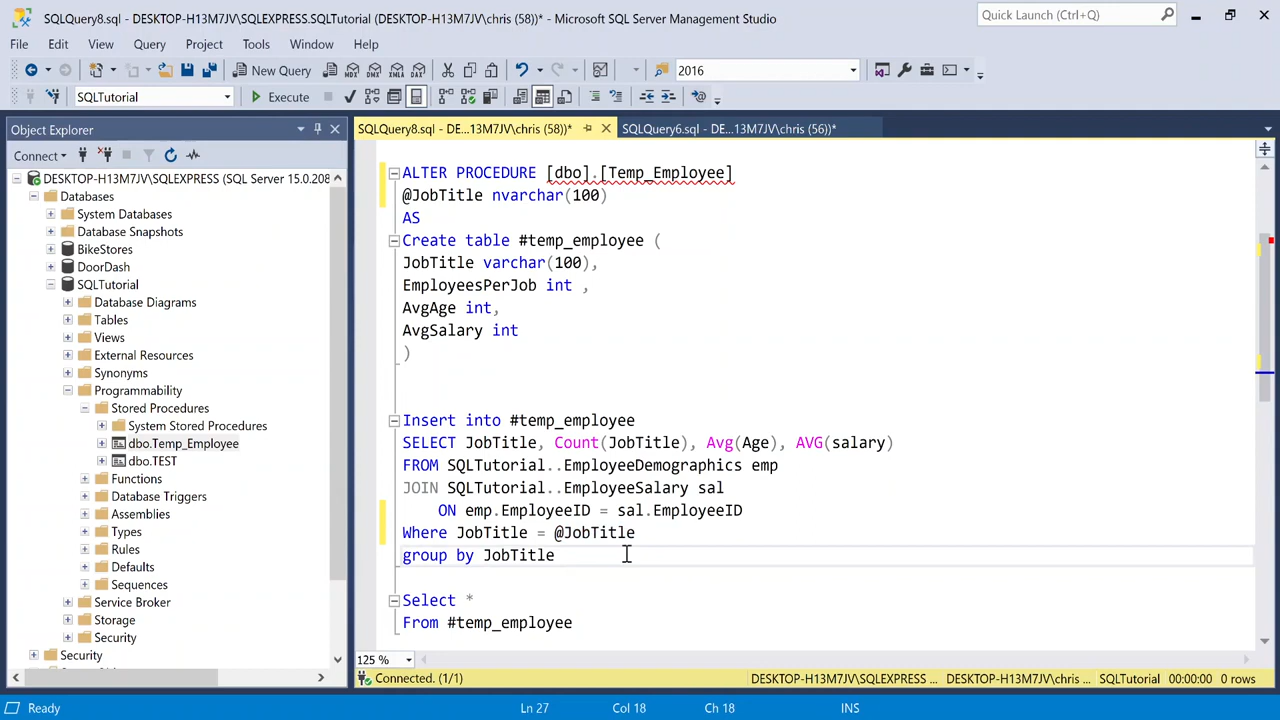 SQLQuery8.sql - DESKTOP-H13M7JV\SQLEXPRESS.SQLTutorial (DESKTOP-H13M7JV\chris (58))* - Microsoft SQL Server Management Studio
Quick Launch (Ctrl+Q)
File Edit View Query Project Tools Window Help
New Query MDX DMX XMLA DAX 2016
SQLTutorial Execute
Object Explorer
SQLQuery8.sql - DE...13M7JV\chris (58))* SQLQuery6.sql - DE...13M7JV\chris (56))*
Connect
DESKTOP-H13M7JV\SQLEXPRESS (SQL Server 15.0.208
Databases
System Databases
Database Snapshots
BikeStores
DoorDash
SQLTutorial
Database Diagrams
Tables
Views
External Resources
Synonyms
Programmability
Stored Procedures
System Stored Procedures
dbo.Temp_Employee
dbo.TEST
Functions
Database Triggers
Assemblies
Types
Rules
Defaults
Sequences
Service Broker
Storage
Security
Security
ALTER PROCEDURE [dbo].[Temp_Employee]
@JobTitle nvarchar(100)
AS
Create table #temp_employee (
JobTitle varchar(100),
EmployeesPerJob int ,
AvgAge int,
AvgSalary int
)
Insert into #temp_employee
SELECT JobTitle, Count(JobTitle), Avg(Age), AVG(salary)
FROM SQLTutorial..EmployeeDemographics emp
JOIN SQLTutorial..EmployeeSalary sal
ON emp.EmployeeID = sal.EmployeeID
Where JobTitle = @JobTitle
group by JobTitle
Select *
From #temp_employee
125 %
Connected. (1/1) DESKTOP-H13M7JV\SQLEXPRESS ... DESKTOP-H13M7JV\chris ... SQLTutorial 00:00:00 0 rows
Ready Ln 27 Col 18 Ch 18 INS